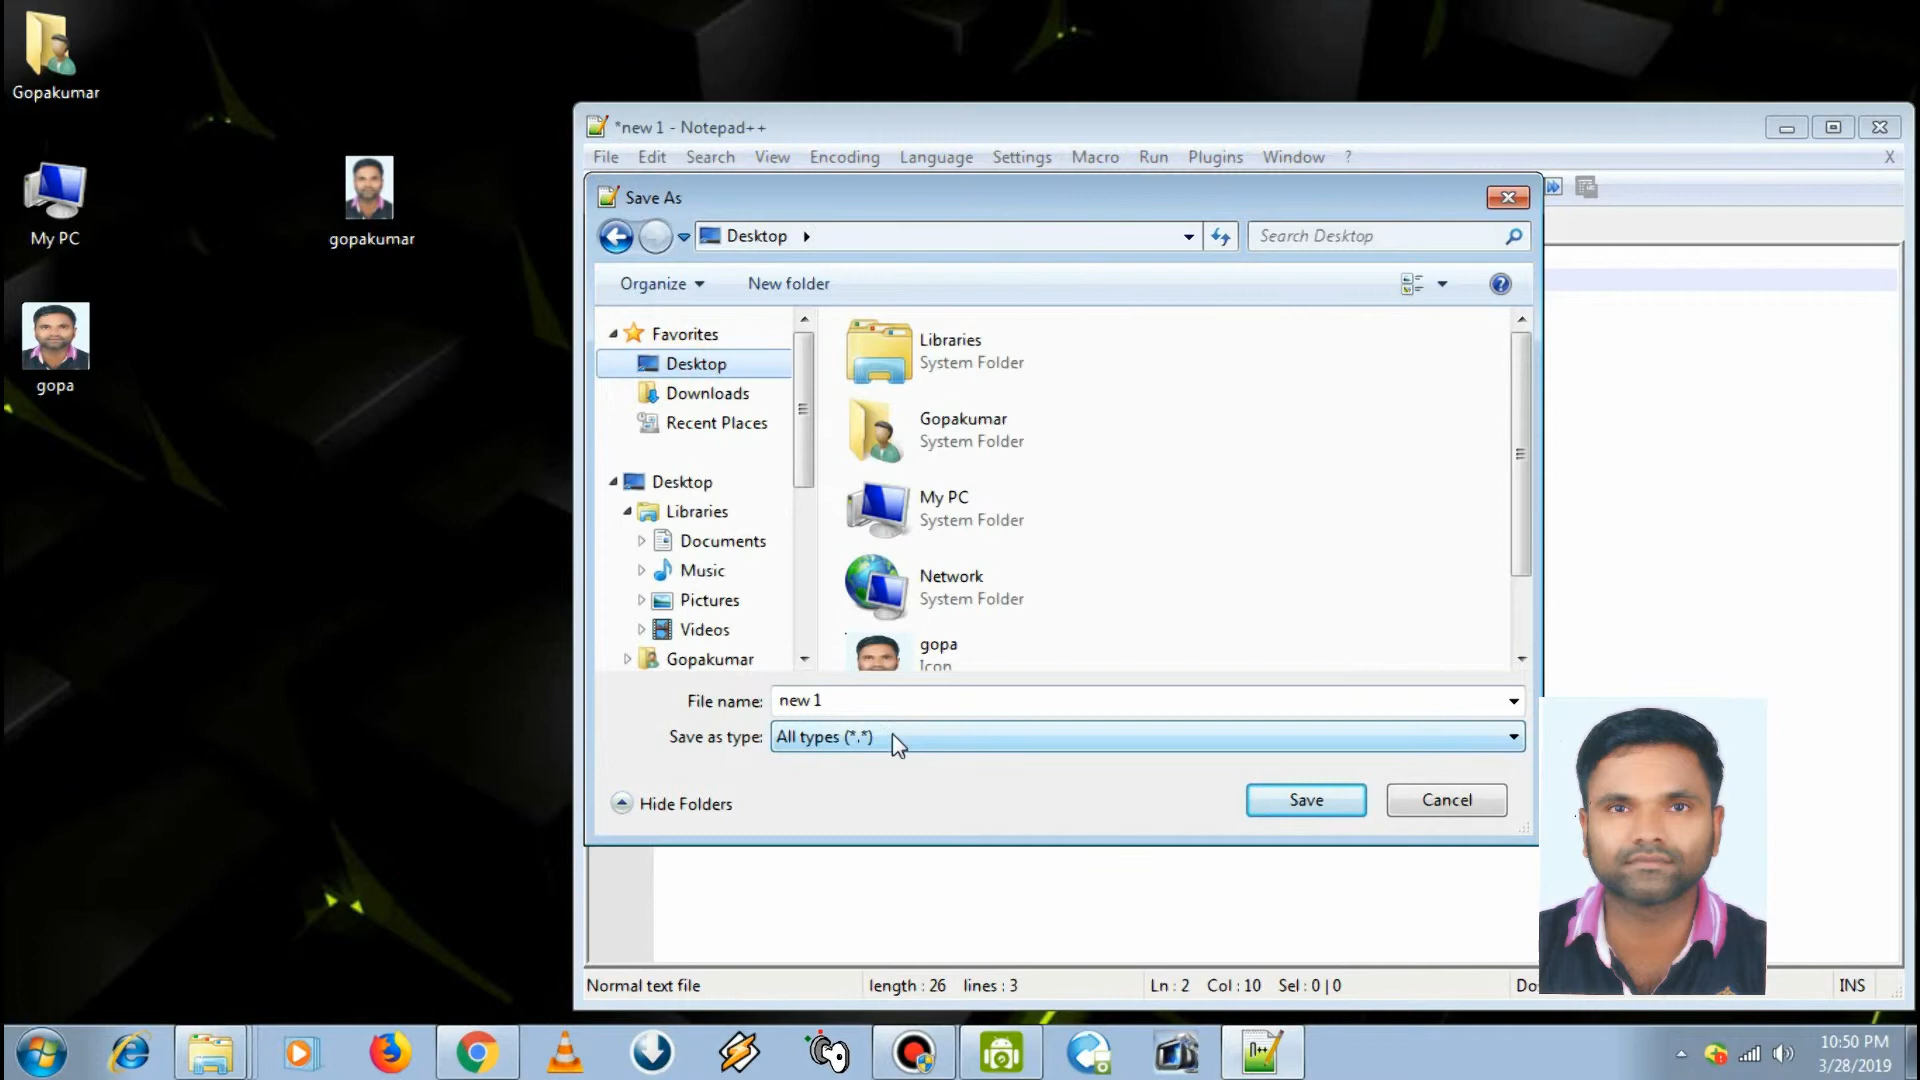 Gopakumar
My PC
gopa
gopakumar
*new 1 - Notepad++
File Edit Search View Encoding Language Settings Macro Run Plugins Window ? X
Save As
Desktop
Search Desktop
Organize New folder
Favorites
Desktop
Downloads
Recent Places
Desktop
Libraries
Documents
Music
Pictures
Videos
Gopakumar
Libraries
System Folder
Gopakumar
System Folder
My PC
System Folder
Network
System Folder
gopa
Icon
File name: new 1
Save as type: All types (*.*)
Hide Folders
Save Cancel
Normal text file length : 26 lines : 3 Ln : 2 Col : 10 Sel : 0 | 0 INS
10:50 PM
3/28/2019